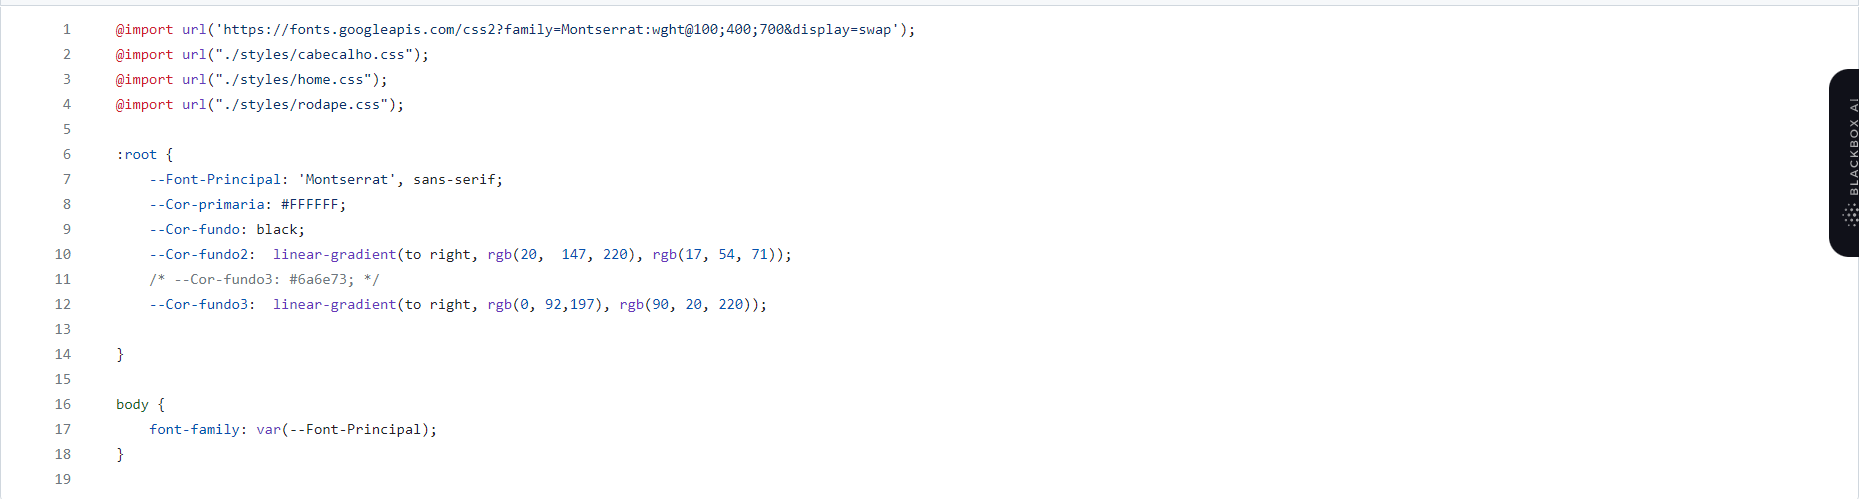 1 @import url('https://fonts.googleapis.com/css2?family=Montserrat:wght@100;400;700&display=swap');
2 @import url("./styles/cabecalho.css");
3 @import url("./styles/home.css");
4 @import url("./styles/rodape.css");
5
6 :root {
7     --Font-Principal: 'Montserrat', sans-serif;
8     --Cor-primaria: #FFFFFF;
9     --Cor-fundo: black;
10     --Cor-fundo2:  linear-gradient(to right, rgb(20,  147, 220), rgb(17, 54, 71));
11     /* --Cor-fundo3: #6a6e73; */
12     --Cor-fundo3:  linear-gradient(to right, rgb(0, 92,197), rgb(90, 20, 220));
13
14 }
15
16 body {
17     font-family: var(--Font-Principal);
18 }
19
BLACKBOX AI